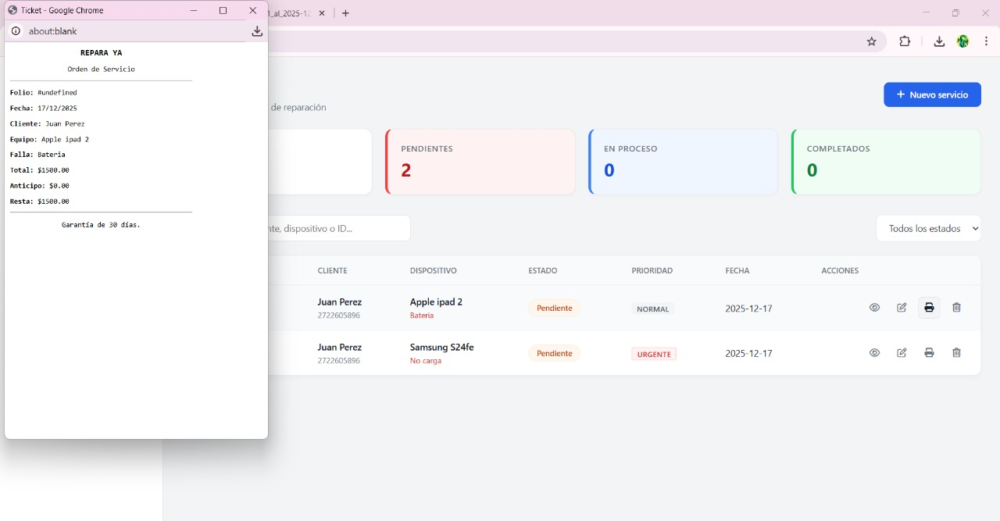 Ticket - Google Chrome
about:blank
REPARA YA
Orden de Servicio
Folio: #undefined
Fecha: 17/12/2025
Cliente: Juan Perez
Equipo: Apple ipad 2
Falla: Bateria
Total: $1500.00
Anticipo: $0.00
Resta: $1500.00
Garantía de 30 días.
1_al_2025-12
de reparación
+ Nuevo servicio
PENDIENTES
2
EN PROCESO
0
COMPLETADOS
0
nte, dispositivo o ID...
Todos los estados
CLIENTE DISPOSITIVO ESTADO PRIORIDAD FECHA ACCIONES
Juan Perez Apple ipad 2 Pendiente NORMAL 2025-12-17
2722605896 Bateria
Juan Perez Samsung S24fe Pendiente URGENTE 2025-12-17
2722605896 No carga